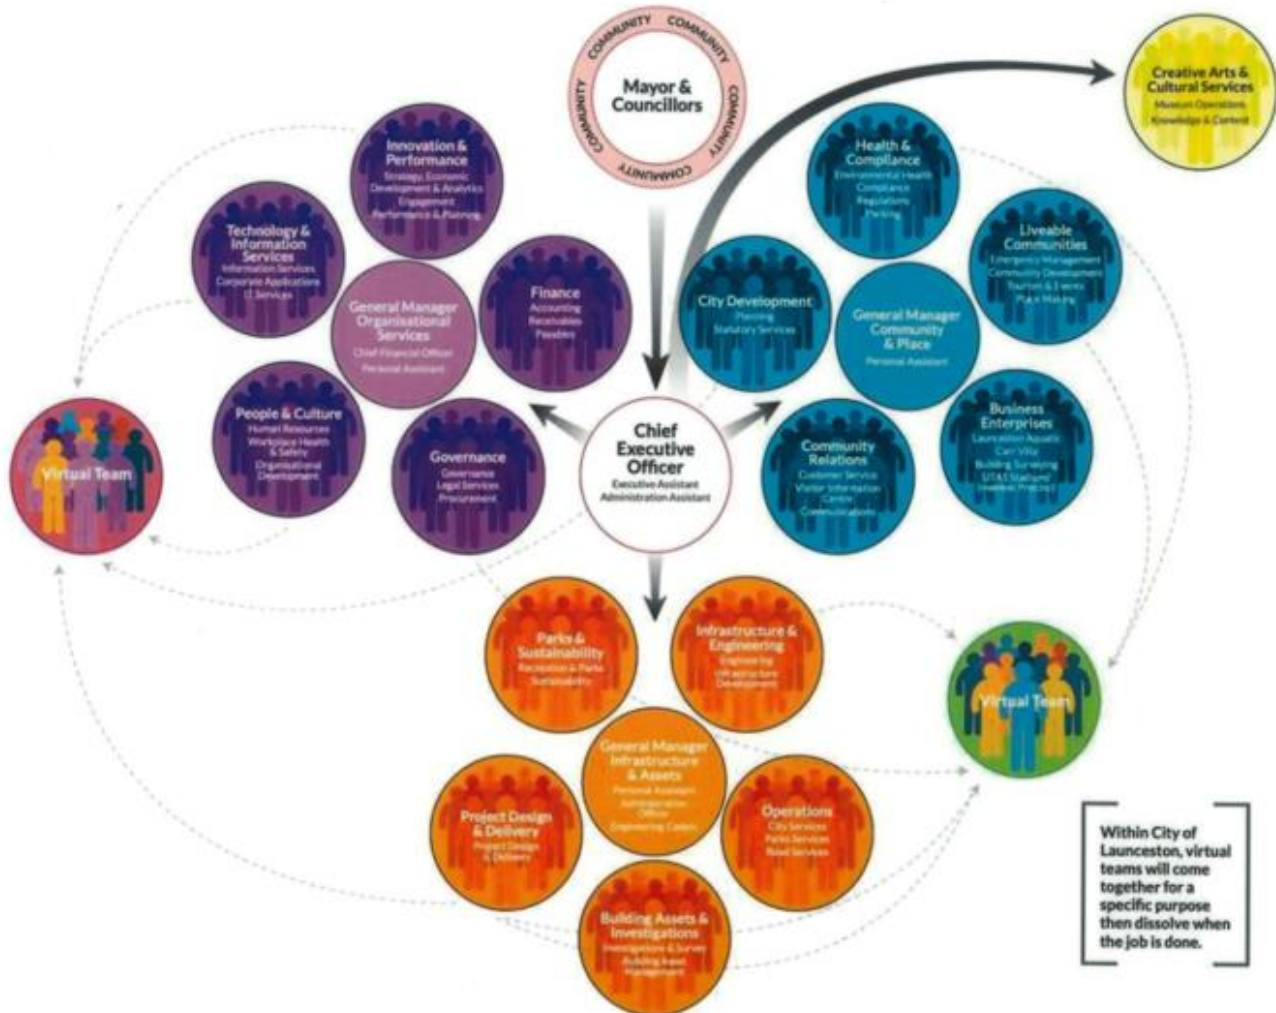 COMMUNITY COMMUNITY COMMUNITY COMMUNITY COMMUNITY
Mayor &
Councillors
Creative Arts &
Cultural Services
Museum Operations
Knowledge & Content
Innovation &
Performance
Strategy, Economic
Development & Analytics
Engagement
Performance & Planning
Technology &
Information
Services
Information Services
Corporate Applications
IT Services
General Manager
Organisational
Services
Chief Financial Officer
Personal Assistant
Finance
Accounting
Receivables
Payables
People & Culture
Human Resources
Workplace Health
& Safety
Organisational
Development
Governance
Governance
Legal Services
Procurement
Virtual Team
Chief
Executive
Officer
Executive Assistant
Administration Assistant
Health &
Compliance
Environmental Health
Compliance
Regulations
Parking
Liveable
Communities
Emergency Management
Community Development
Tourism & Events
Place Making
City Development
Planning
Statutory Services
General Manager
Community
& Place
Personal Assistant
Community
Relations
Customer Service
Visitor Information
Centre
Communications
Business
Enterprises
Launceston Aquatic
Carr Villa
Building Surveying
UTAS Stadium/
Inveresk Precinct
Parks &
Sustainability
Recreation & Parks
Sustainability
Infrastructure &
Engineering
Engineering
Infrastructure
Development
General Manager
Infrastructure
& Assets
Personal Assistant
Administration
Officer
Engineering Cadets
Project Design
& Delivery
Project Design
& Delivery
Operations
City Services
Parks Services
Road Services
Building Assets &
Investigations
Investigations & Survey
Building Asset
Management
Virtual Team
Within City of
Launceston, virtual
teams will come
together for a
specific purpose
then dissolve when
the job is done.